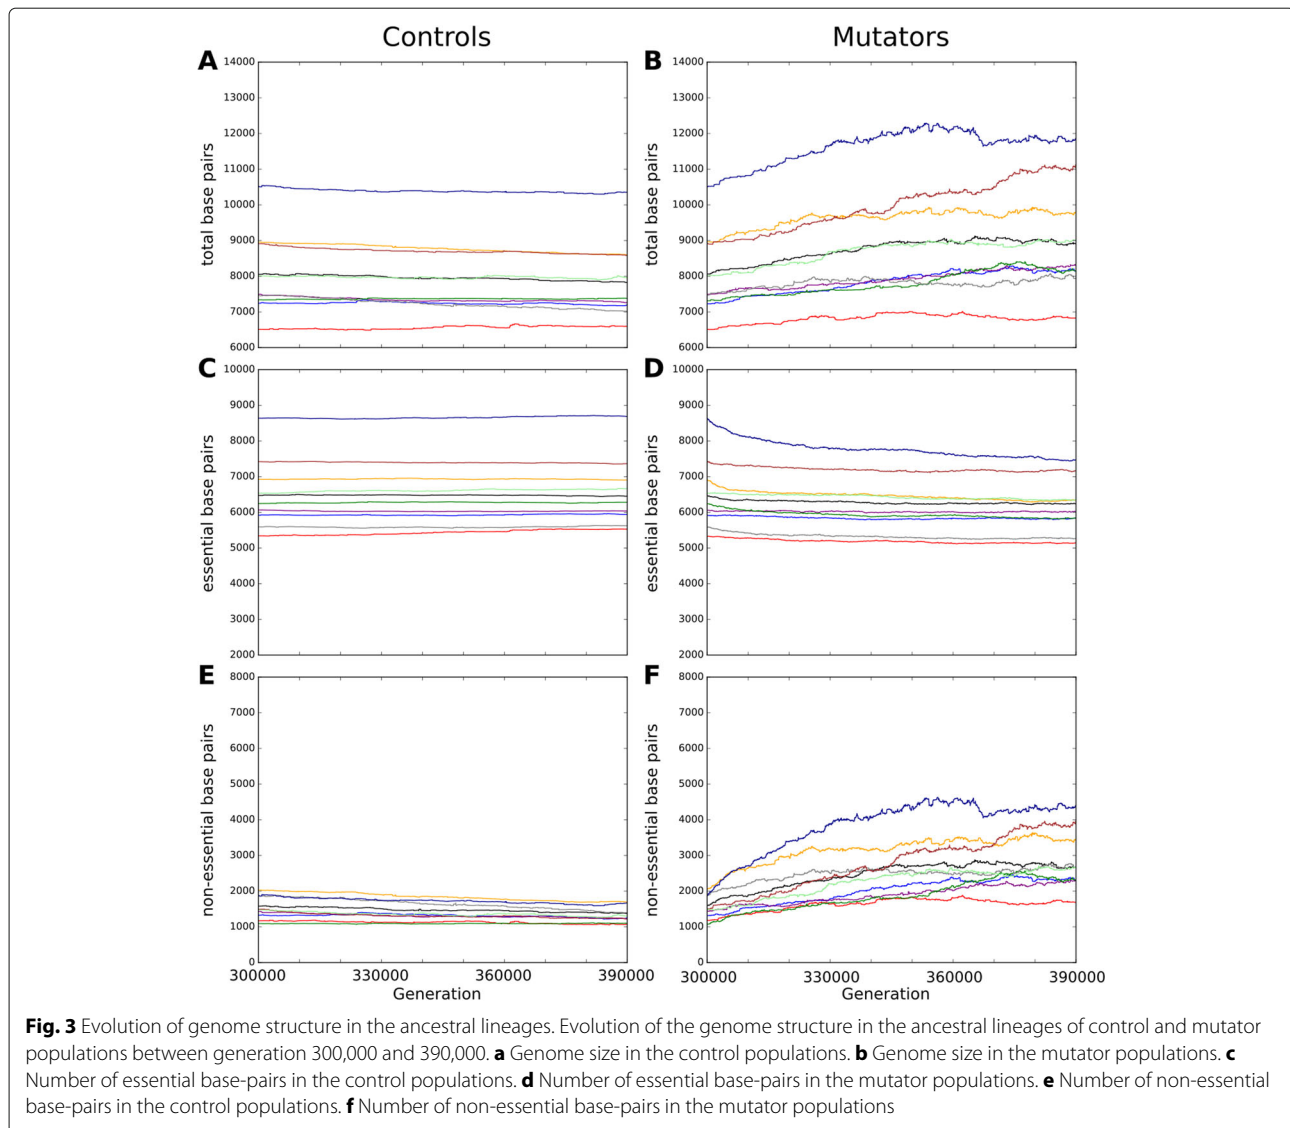 Controls
Mutators
A
14000
13000
12000
11000
10000
9000
8000
7000
6000
total base pairs
B
14000
13000
12000
11000
10000
9000
8000
7000
6000
total base pairs
C
10000
9000
8000
7000
6000
5000
4000
3000
2000
essential base pairs
D
10000
9000
8000
7000
6000
5000
4000
3000
2000
essential base pairs
E
8000
7000
6000
5000
4000
3000
2000
1000
0
non-essential base pairs
300000 330000 360000 390000
Generation
F
8000
7000
6000
5000
4000
3000
2000
1000
0
non-essential base pairs
300000 330000 360000 390000
Generation
Fig. 3 Evolution of genome structure in the ancestral lineages. Evolution of the genome structure in the ancestral lineages of control and mutator
populations between generation 300,000 and 390,000. a Genome size in the control populations. b Genome size in the mutator populations. c
Number of essential base-pairs in the control populations. d Number of essential base-pairs in the mutator populations. e Number of non-essential
base-pairs in the control populations. f Number of non-essential base-pairs in the mutator populations